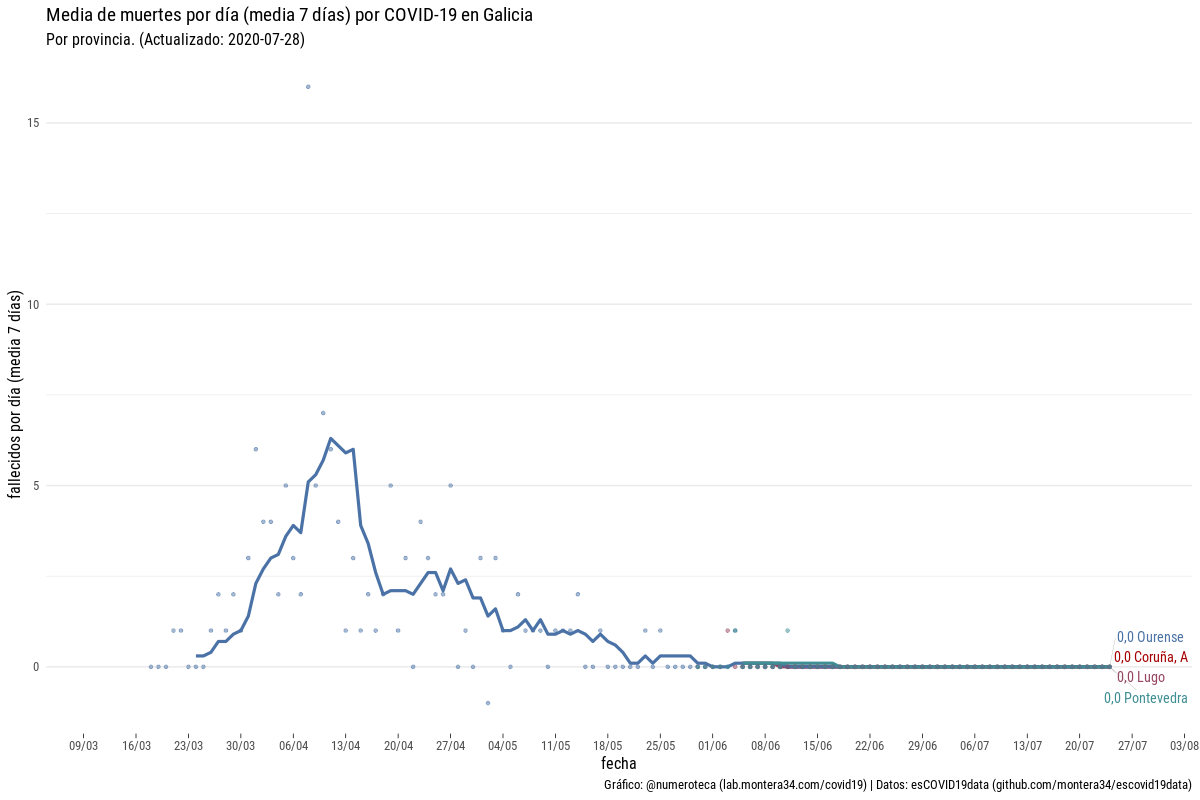 Media de muertes por día (media 7 días) por COVID-19 en Galicia
Por provincia. (Actualizado: 2020-07-28)
fallecidos por día (media 7 días)
15
10
5
0
0,0 Ourense
0,0 Coruña, A
0,0 Lugo
0,0 Pontevedra
09/03 16/03 23/03 30/03 06/04 13/04 20/04 27/04 04/05 11/05 18/05 25/05 01/06 08/06 15/06 22/06 29/06 06/07 13/07 20/07 27/07 03/08
fecha
Gráfico: @numeroteca (lab.montera34.com/covid19) | Datos: esCOVID19data (github.com/montera34/escovid19data)